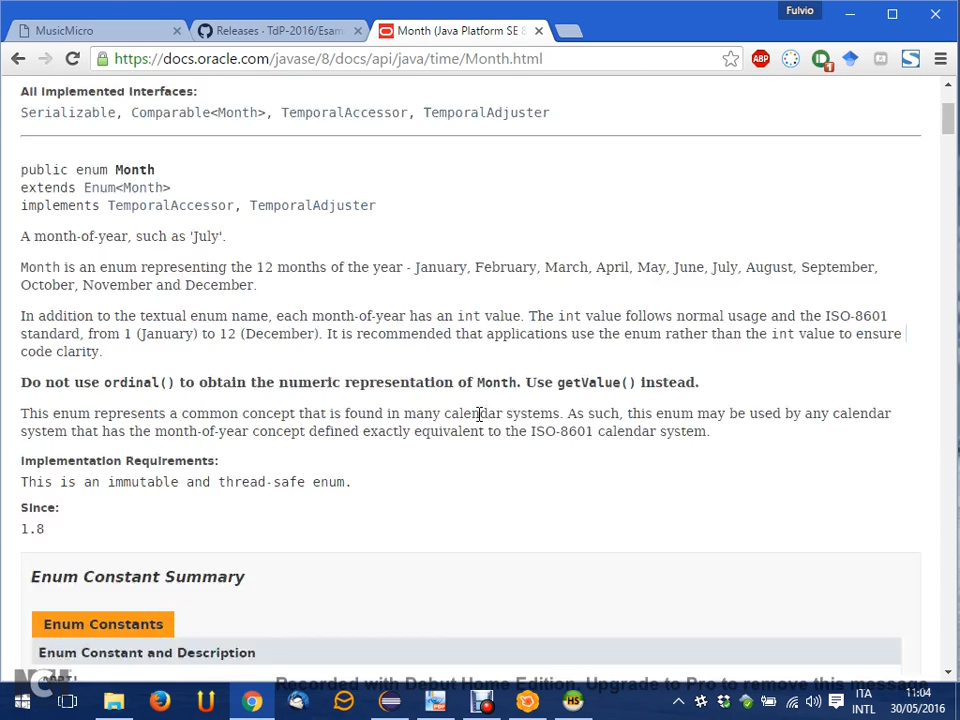 Fulvio
MusicMicro
Releases · TdP-2016/Esam
Month (Java Platform SE 8
https://docs.oracle.com/javase/8/docs/api/java/time/Month.html
ABP
1
All Implemented Interfaces:
Serializable, Comparable<Month>, TemporalAccessor, TemporalAdjuster
public enum Month
extends Enum<Month>
implements TemporalAccessor, TemporalAdjuster
A month-of-year, such as 'July'.
Month is an enum representing the 12 months of the year - January, February, March, April, May, June, July, August, September,
October, November and December.
In addition to the textual enum name, each month-of-year has an int value. The int value follows normal usage and the ISO-8601
standard, from 1 (January) to 12 (December). It is recommended that applications use the enum rather than the int value to ensure
code clarity.
Do not use ordinal() to obtain the numeric representation of Month. Use getValue() instead.
This enum represents a common concept that is found in many calendar systems. As such, this enum may be used by any calendar
system that has the month-of-year concept defined exactly equivalent to the ISO-8601 calendar system.
Implementation Requirements:
This is an immutable and thread-safe enum.
Since:
1.8
Enum Constant Summary
Enum Constants
Enum Constant and Description
APRIL
NCH
Recorded with Debut Home Edition. Upgrade to Pro to remove this message
HS
ITA
INTL
11:04
30/05/2016